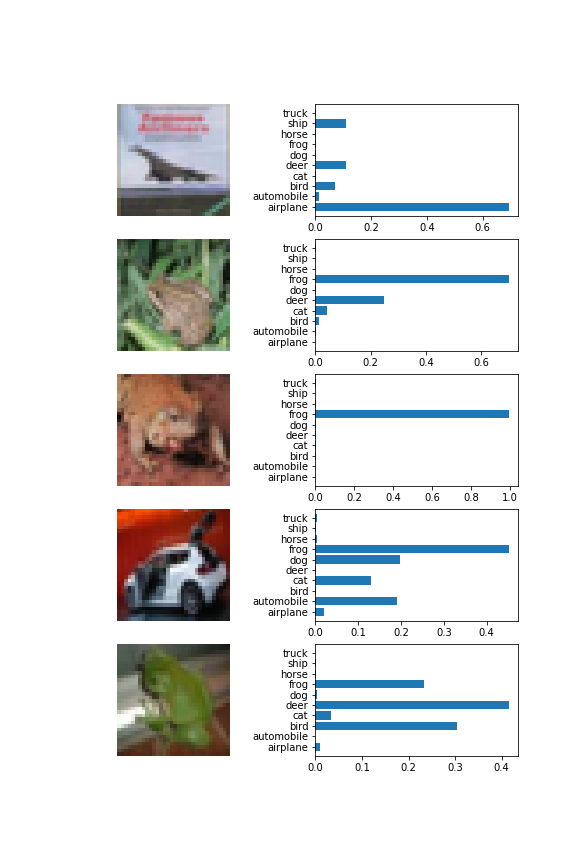 truck
ship
horse
frog
dog
deer
cat
bird
automobile
airplane
0.0 0.2 0.4 0.6
truck
ship
horse
frog
dog
deer
cat
bird
automobile
airplane
0.0 0.2 0.4 0.6
truck
ship
horse
frog
dog
deer
cat
bird
automobile
airplane
0.0 0.2 0.4 0.6 0.8 1.0
truck
ship
horse
frog
dog
deer
cat
bird
automobile
airplane
0.0 0.1 0.2 0.3 0.4
truck
ship
horse
frog
dog
deer
cat
bird
automobile
airplane
0.0 0.1 0.2 0.3 0.4